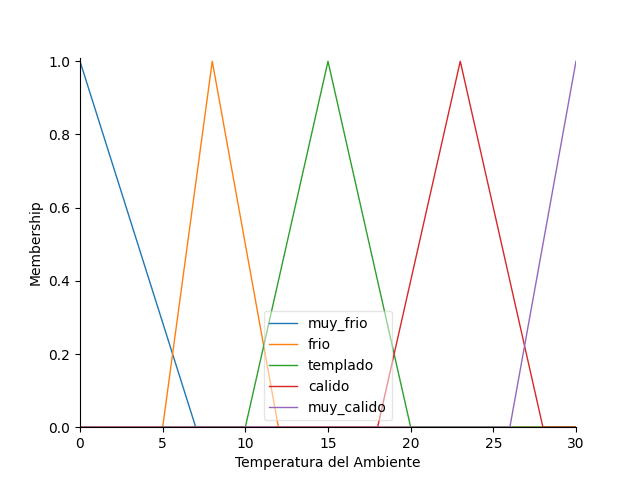 1.0
0.8
0.6
0.4
0.2
0.0
Membership
muy_frio
frio
templado
calido
muy_calido
0 5 10 15 20 25 30
Temperatura del Ambiente